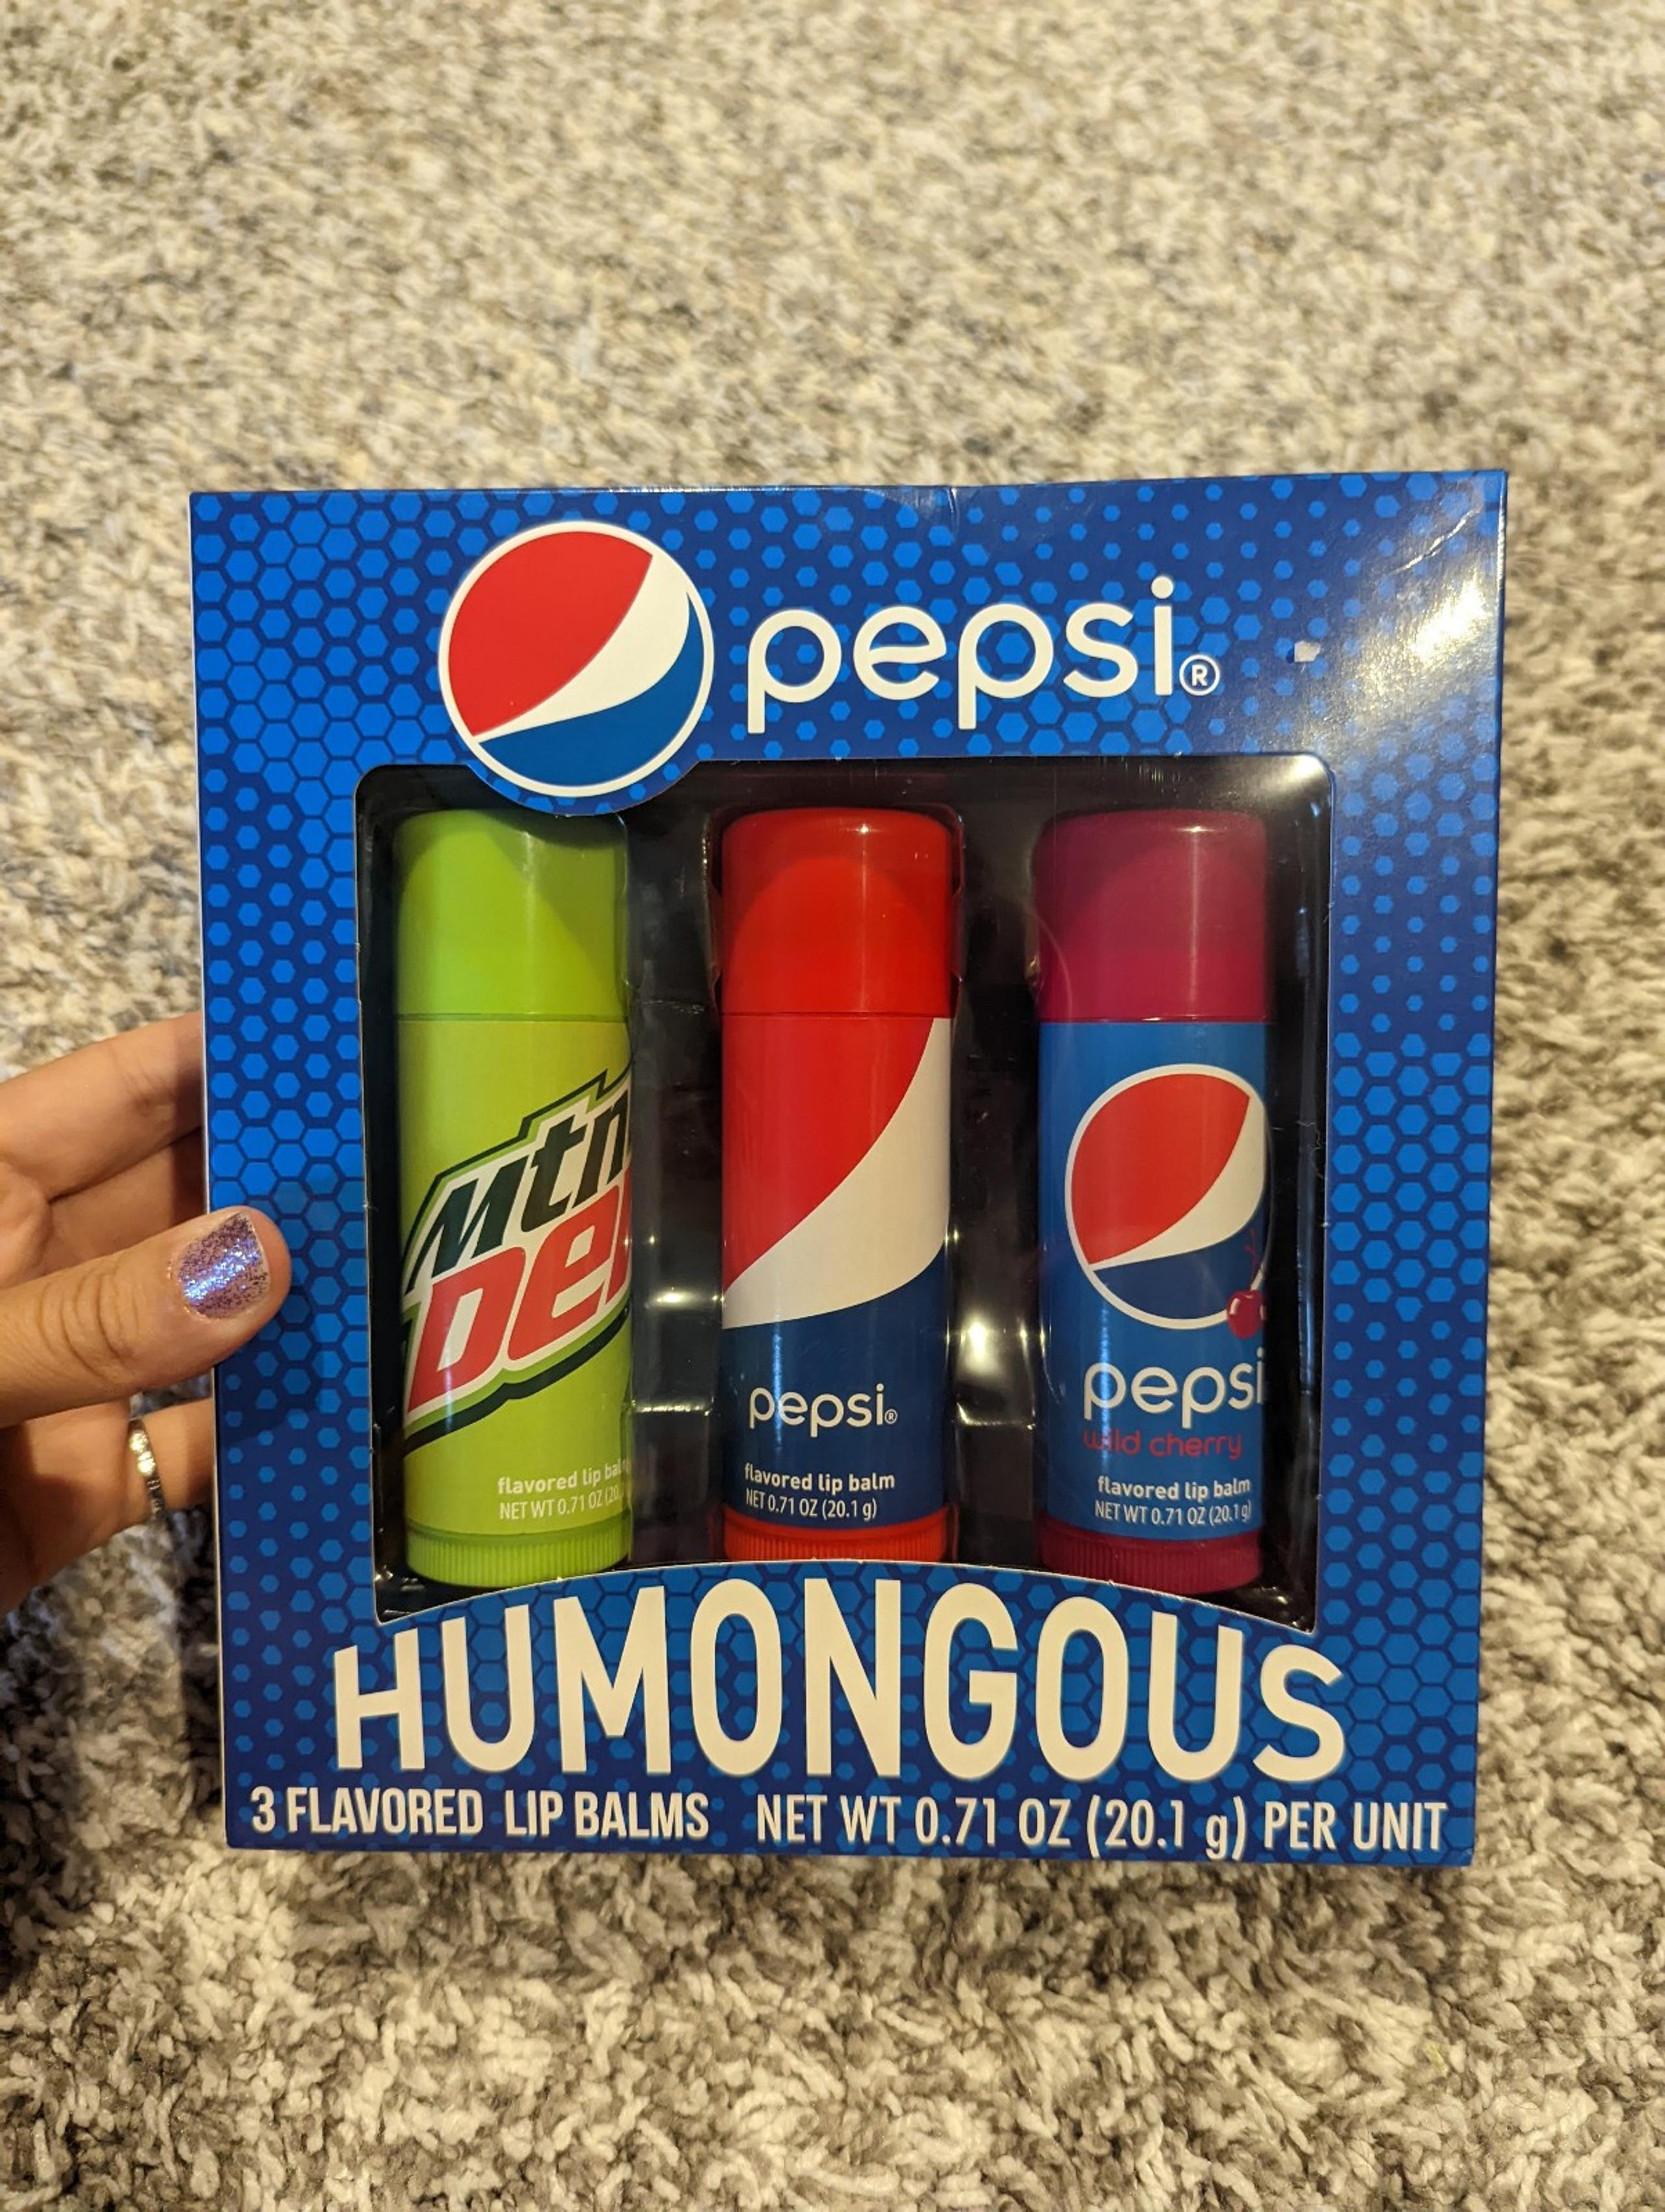 pepsi®
Mtn
De
flavored lip
NET WT 0.71 OZ
pepsi®
flavored lip balm
NET 0.71 OZ (20.1 g)
pepsi
wild cherry
flavored lip balm
NET WT 0.71 OZ (20.1 g)
HUMONGOUS
3 FLAVORED LIP BALMS NET WT 0.71 OZ (20.1 g) PER UNIT